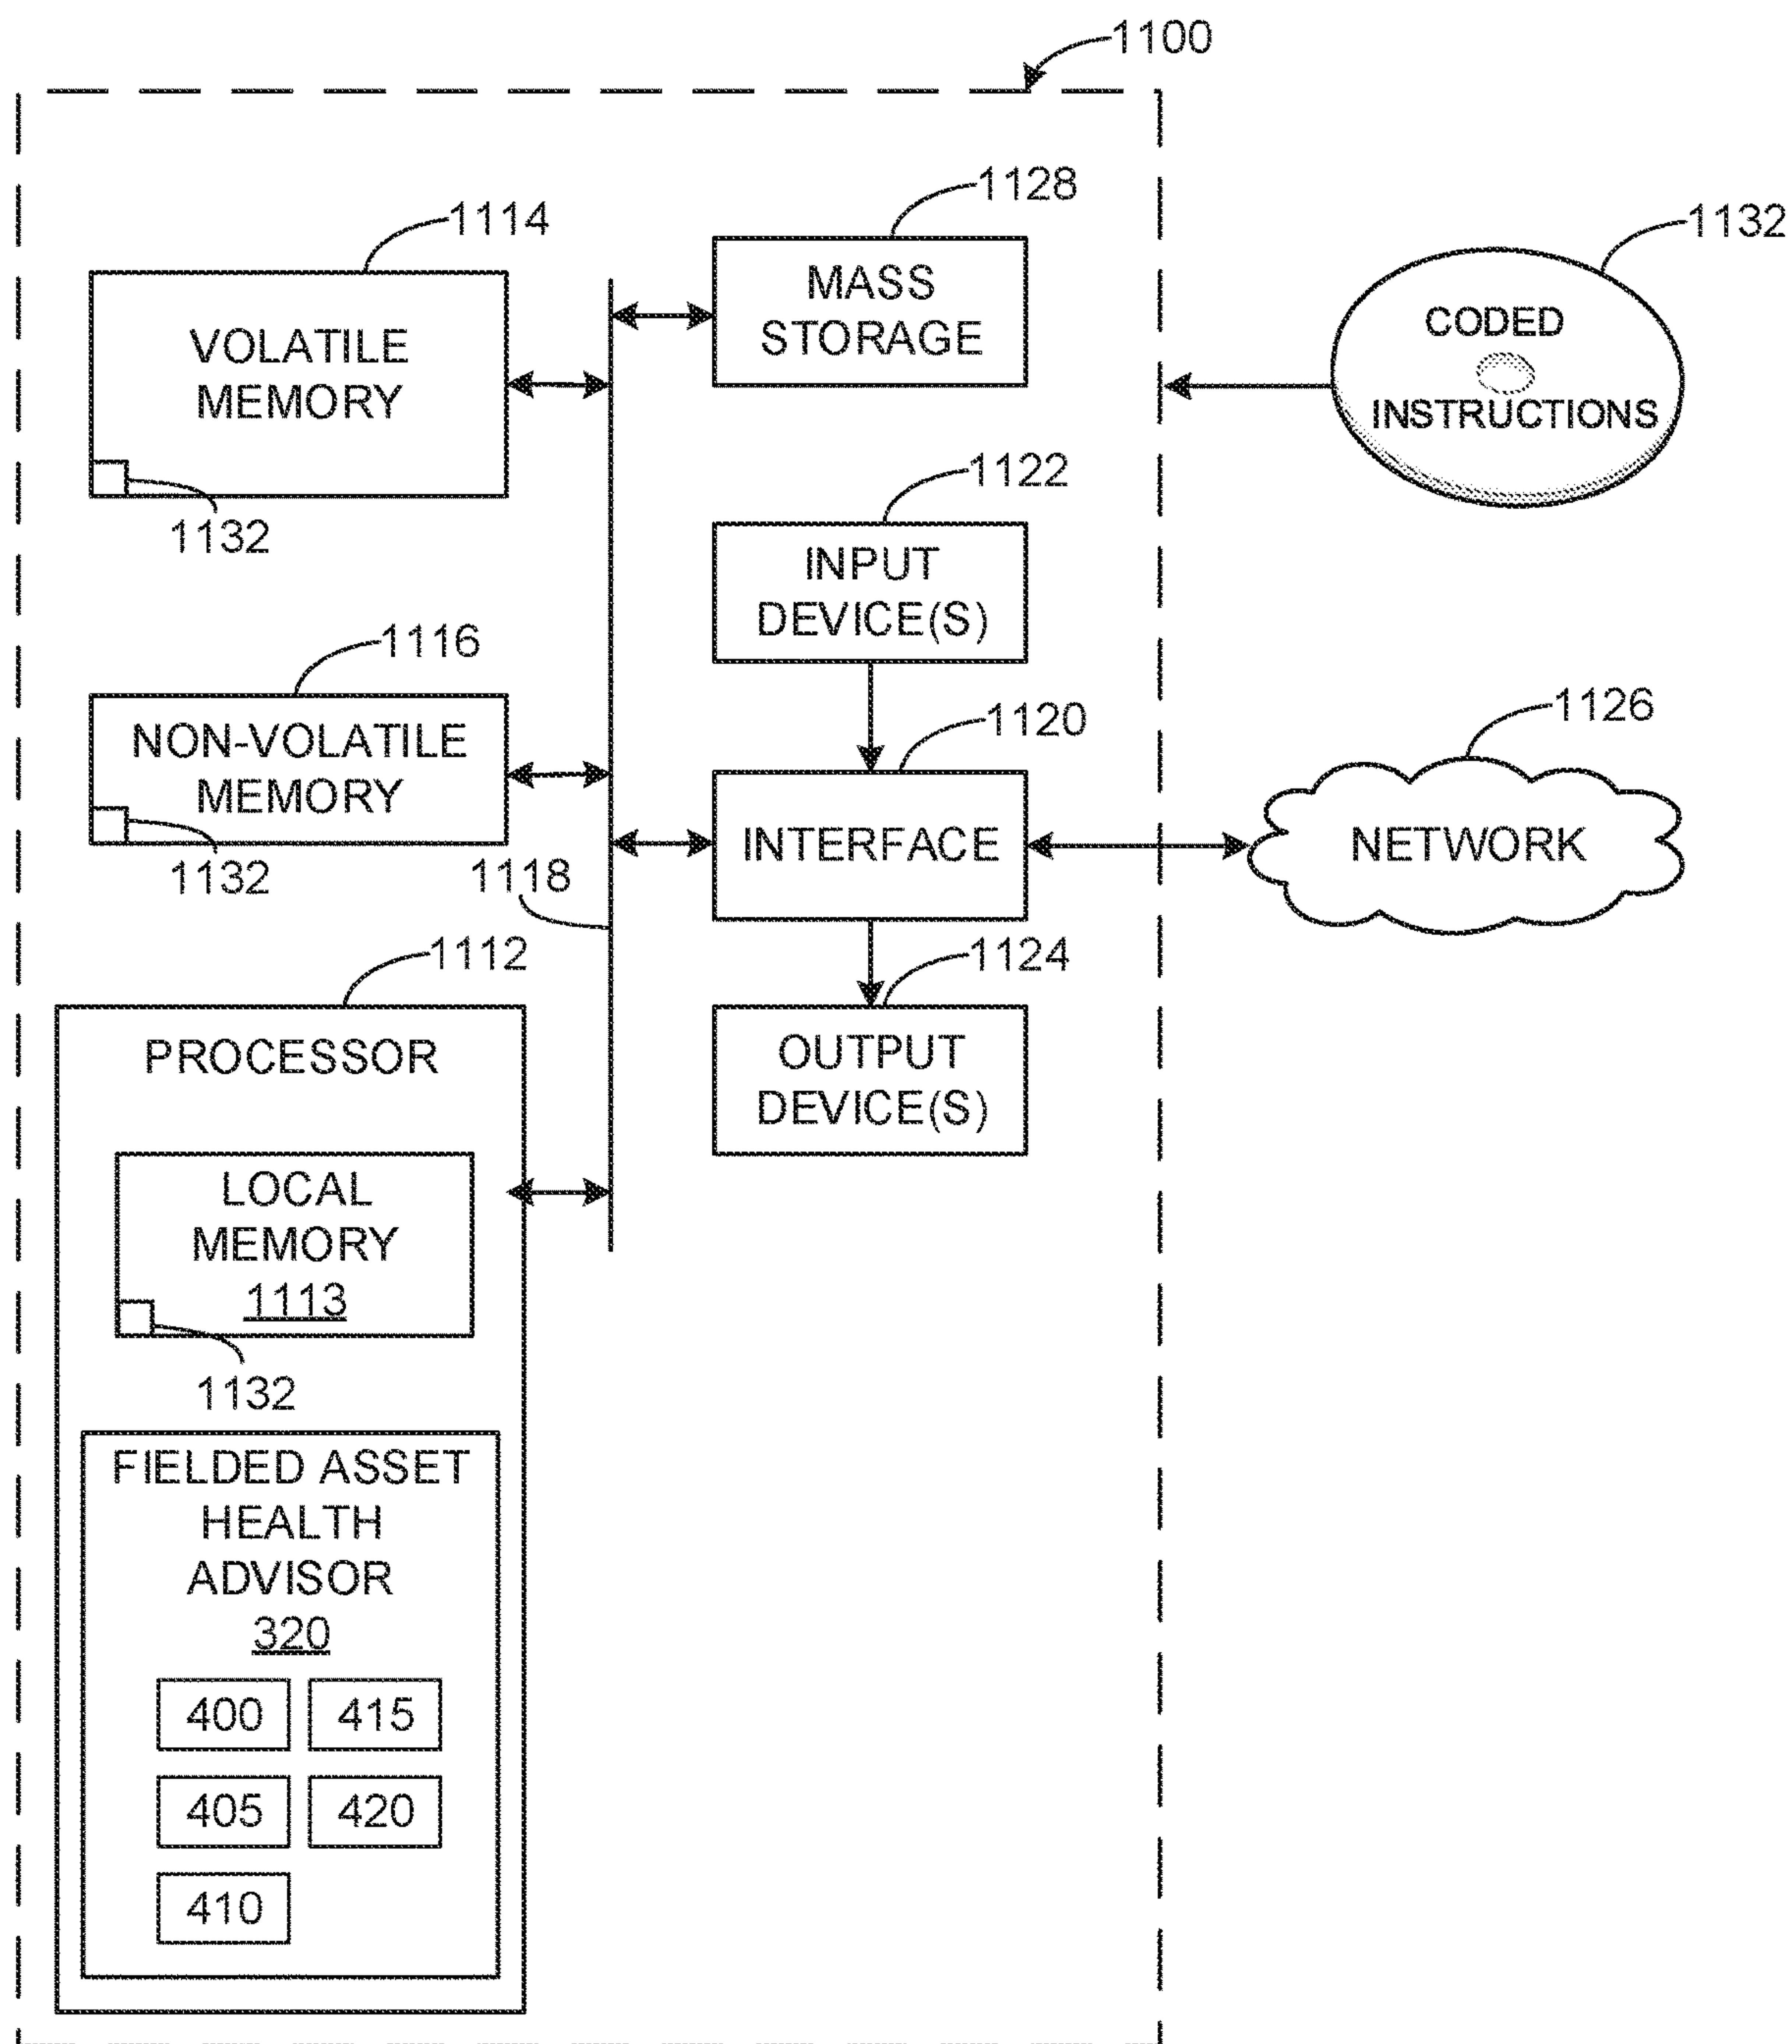 1100
1128
1114
1132
MASS
STORAGE
VOLATILE
MEMORY
CODED
INSTRUCTIONS
1122
1132
INPUT
DEVICE(S)
1116
1120
1126
NON-VOLATILE
MEMORY
INTERFACE
NETWORK
1132
1118
1112
1124
PROCESSOR
OUTPUT
DEVICE(S)
LOCAL
MEMORY
1113
1132
FIELDED ASSET
HEALTH
ADVISOR
320
400 415
405 420
410